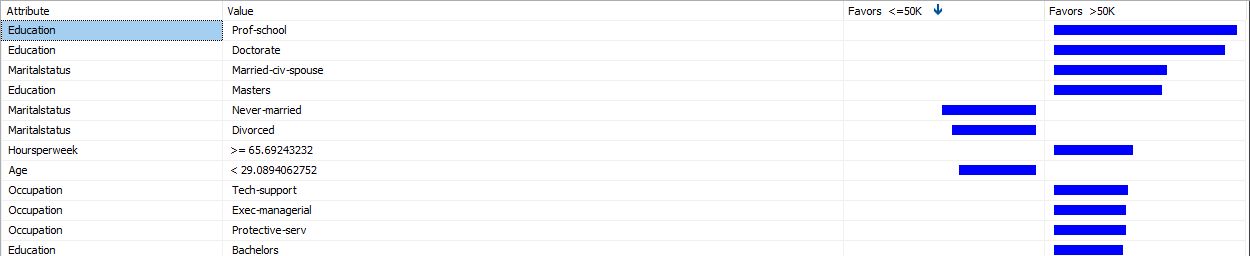 Attribute Value Favors <=50K Favors >50K
Education Prof-school
Education Doctorate
Maritalstatus Married-civ-spouse
Education Masters
Maritalstatus Never-married
Maritalstatus Divorced
Hoursperweek >= 65.69243232
Age < 29.0894062752
Occupation Tech-support
Occupation Exec-managerial
Occupation Protective-serv
Education Bachelors